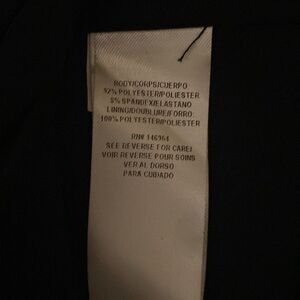 BODY/CORPS/CUERPO
92% POLYESTER/POLIESTER
8% SPANDEX/ELASTANO
LINING/DOUBLURE/FORRO
100% POLYESTER/POLIESTER
RN# 146964
SEE REVERSE FOR CARE!
VOIR REVERSE POUR SOINS
VER AL DORSO
PARA CUIDADO